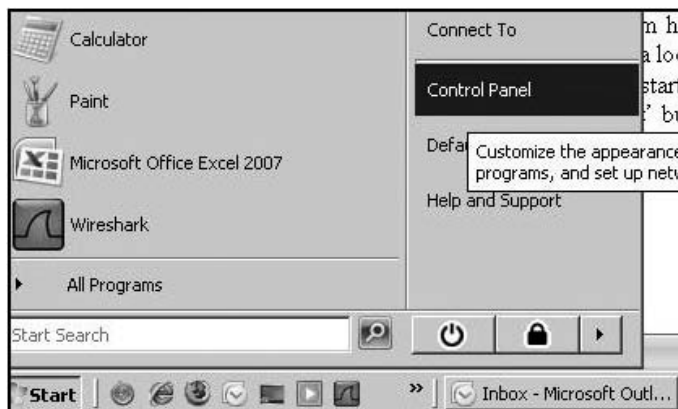 Calculator
Paint
Microsoft Office Excel 2007
Wireshark
All Programs
Start Search
Connect To
Control Panel
Customize the appearance
programs, and set up
Help and Support
Start
» Inbox - Microsoft Outl...